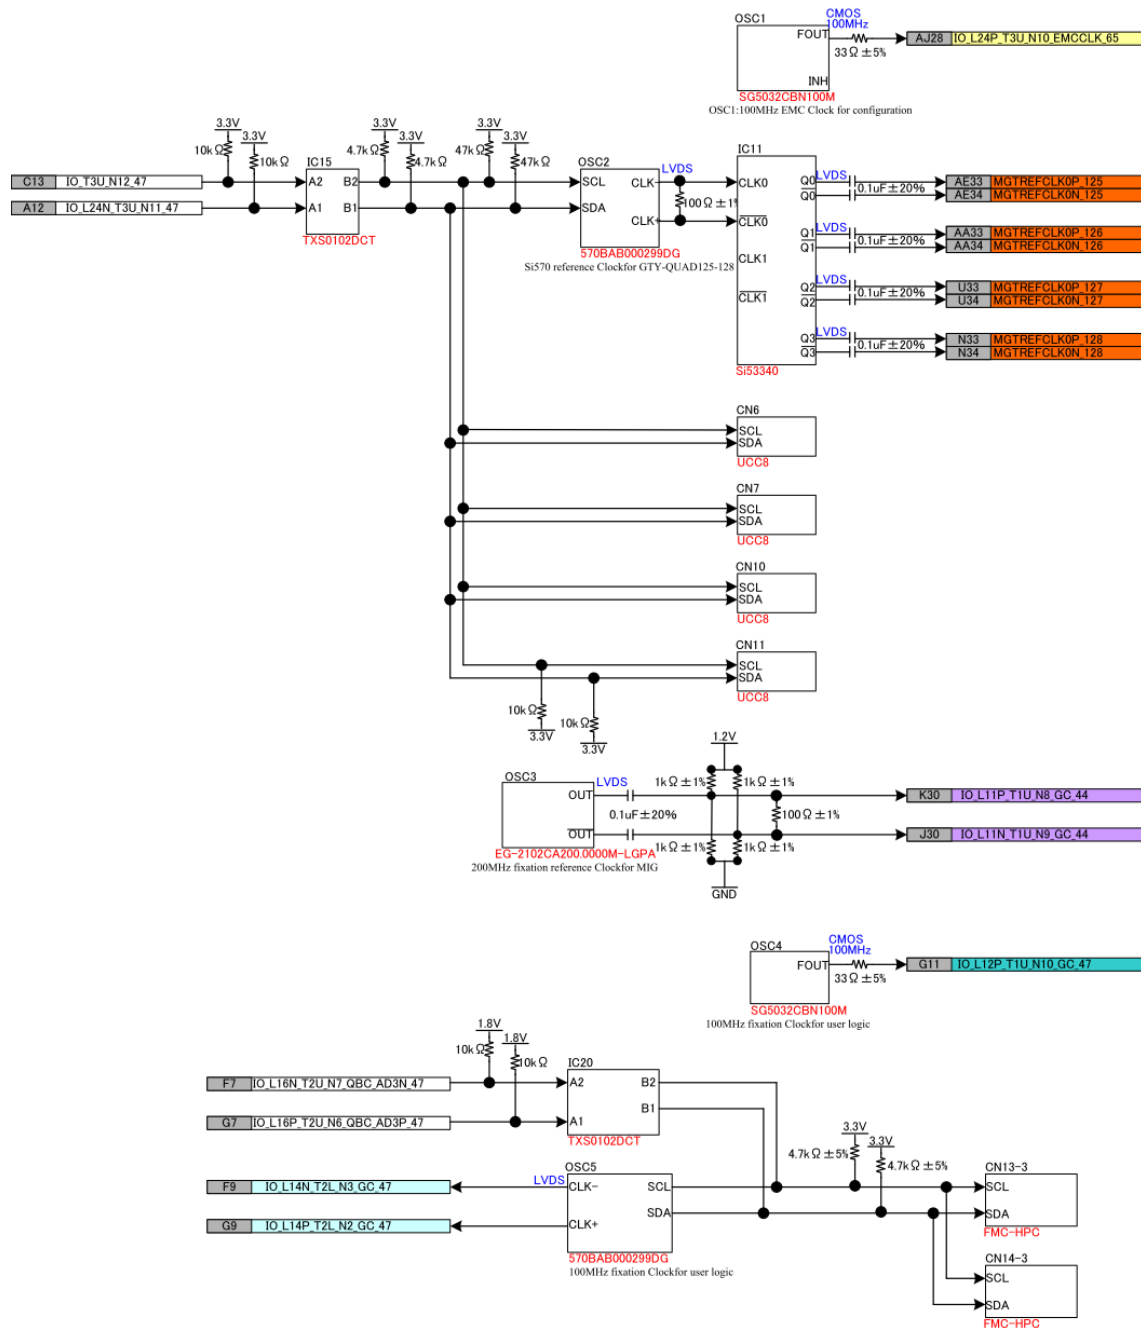 OSC1
CMOS
100MHz
FOUT
33Ω±5%
AJ28 IO_L24P_T3U_N10_EMCCLK_65
INH
SG5032CBN100M
OSC1:100MHz EMC Clock for configuration
3.3V
3.3V
10kΩ
10kΩ
3.3V
3.3V
4.7kΩ
4.7kΩ
3.3V
3.3V
47kΩ
47kΩ
C13 IO_T3U_N12_47
A12 IO_L24N_T3U_N11_47
IC15
A2 B2
A1 B1
TXS0102DCT
OSC2
SCL CLK-
SDA CLK+
570BAB000299DG
Si570 reference Clockfor GTY-QUAD125-128
LVDS
100Ω±1%
IC11
CLK0
CLK0
CLK1
CLK1
Si53340
Q0 LVDS
Q0
0.1uF±20%
AE33 MGTREFCLK0P_125
AE34 MGTREFCLK0N_125
Q1 LVDS
Q1
0.1uF±20%
AA33 MGTREFCLK0P_126
AA34 MGTREFCLK0N_126
Q2 LVDS
Q2
0.1uF±20%
U33 MGTREFCLK0P_127
U34 MGTREFCLK0N_127
Q3 LVDS
Q3
0.1uF±20%
N33 MGTREFCLK0P_128
N34 MGTREFCLK0N_128
CN6
SCL
SDA
UCC8
CN7
SCL
SDA
UCC8
CN10
SCL
SDA
UCC8
CN11
SCL
SDA
UCC8
10kΩ
3.3V
10kΩ
3.3V
OSC3
OUT
OUT
EG-2102CA200.0000M-LGPA
200MHz fixation reference Clockfor MIG
LVDS
0.1uF±20%
1.2V
1kΩ±1% 1kΩ±1%
100Ω±1%
1kΩ±1% 1kΩ±1%
GND
K30 IO_L11P_T1U_N8_GC_44
J30 IO_L11N_T1U_N9_GC_44
OSC4
CMOS
100MHz
FOUT
33Ω±5%
G11 IO_L12P_T1U_N10_GC_47
SG5032CBN100M
100MHz fixation Clockfor user logic
1.8V
1.8V
10kΩ
10kΩ
F7 IO_L16N_T2U_N7_QBC_AD3N_47
G7 IO_L16P_T2U_N6_QBC_AD3P_47
IC20
A2 B2
A1 B1
TXS0102DCT
F9 IO_L14N_T2L_N3_GC_47
G9 IO_L14P_T2L_N2_GC_47
LVDS
OSC5
CLK- SCL
CLK+ SDA
570BAB000299DG
100MHz fixation Clockfor user logic
3.3V
3.3V
4.7kΩ±5%
4.7kΩ±5%
CN13-3
SCL
SDA
FMC-HPC
CN14-3
SCL
SDA
FMC-HPC